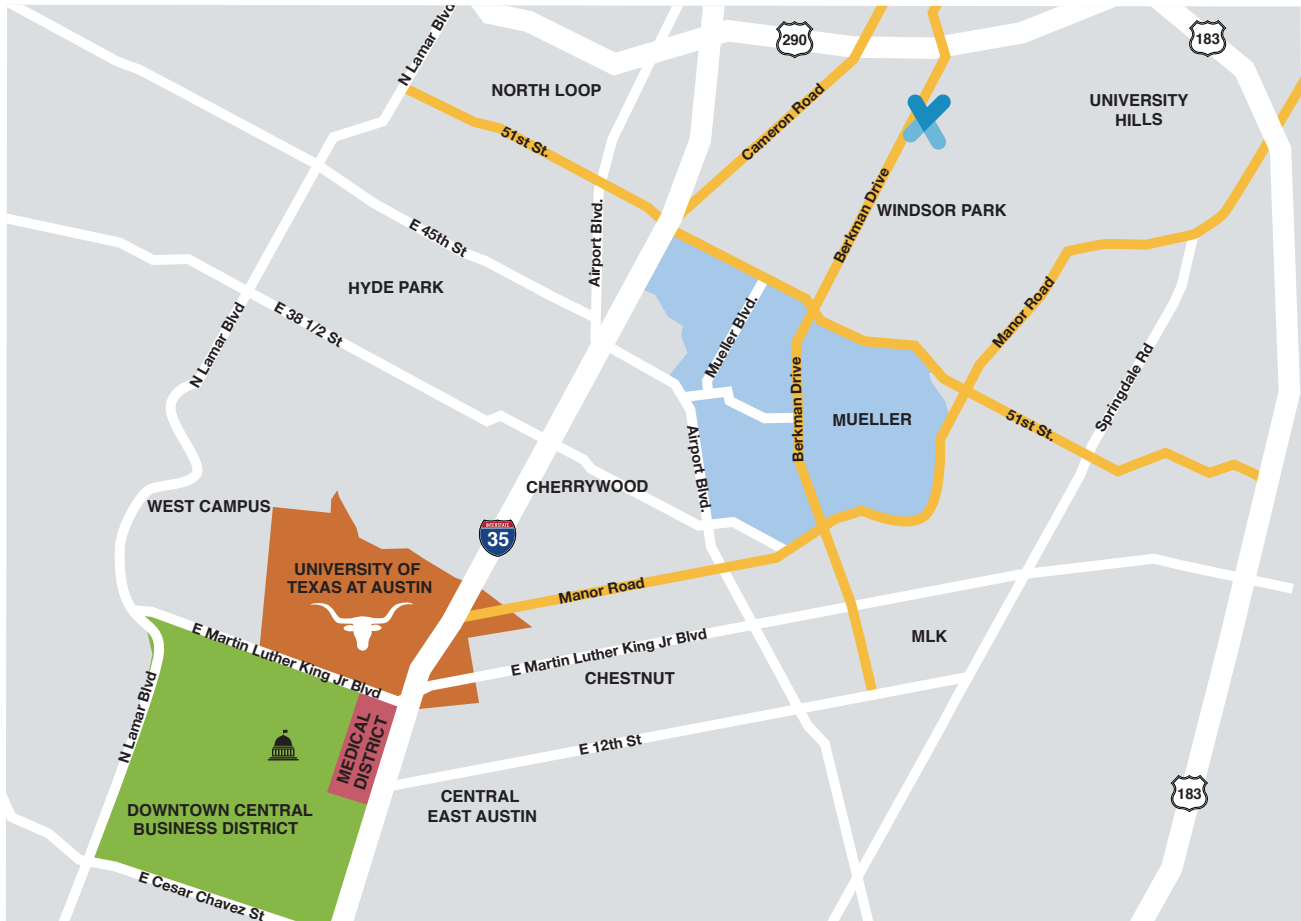 N Lamar Blvd
290
183
NORTH LOOP
UNIVERSITY
HILLS
Cameron Road
51st St.
Berkman Drive
WINDSOR PARK
E 45th St
Airport Blvd.
HYDE PARK
E 38 1/2 St
N Lamar Blvd
Mueller Blvd.
Manor Road
Springdale Rd
Berkman Drive
MUELLER
51st St.
Airport Blvd.
CHERRYWOOD
WEST CAMPUS
INTERSTATE
35
UNIVERSITY OF
TEXAS AT AUSTIN
Manor Road
E Martin Luther King Jr Blvd
E Martin Luther King Jr Blvd
MLK
CHESTNUT
N Lamar Blvd
MEDICAL
DISTRICT
E 12th St
183
CENTRAL
EAST AUSTIN
DOWNTOWN CENTRAL
BUSINESS DISTRICT
E Cesar Chavez St